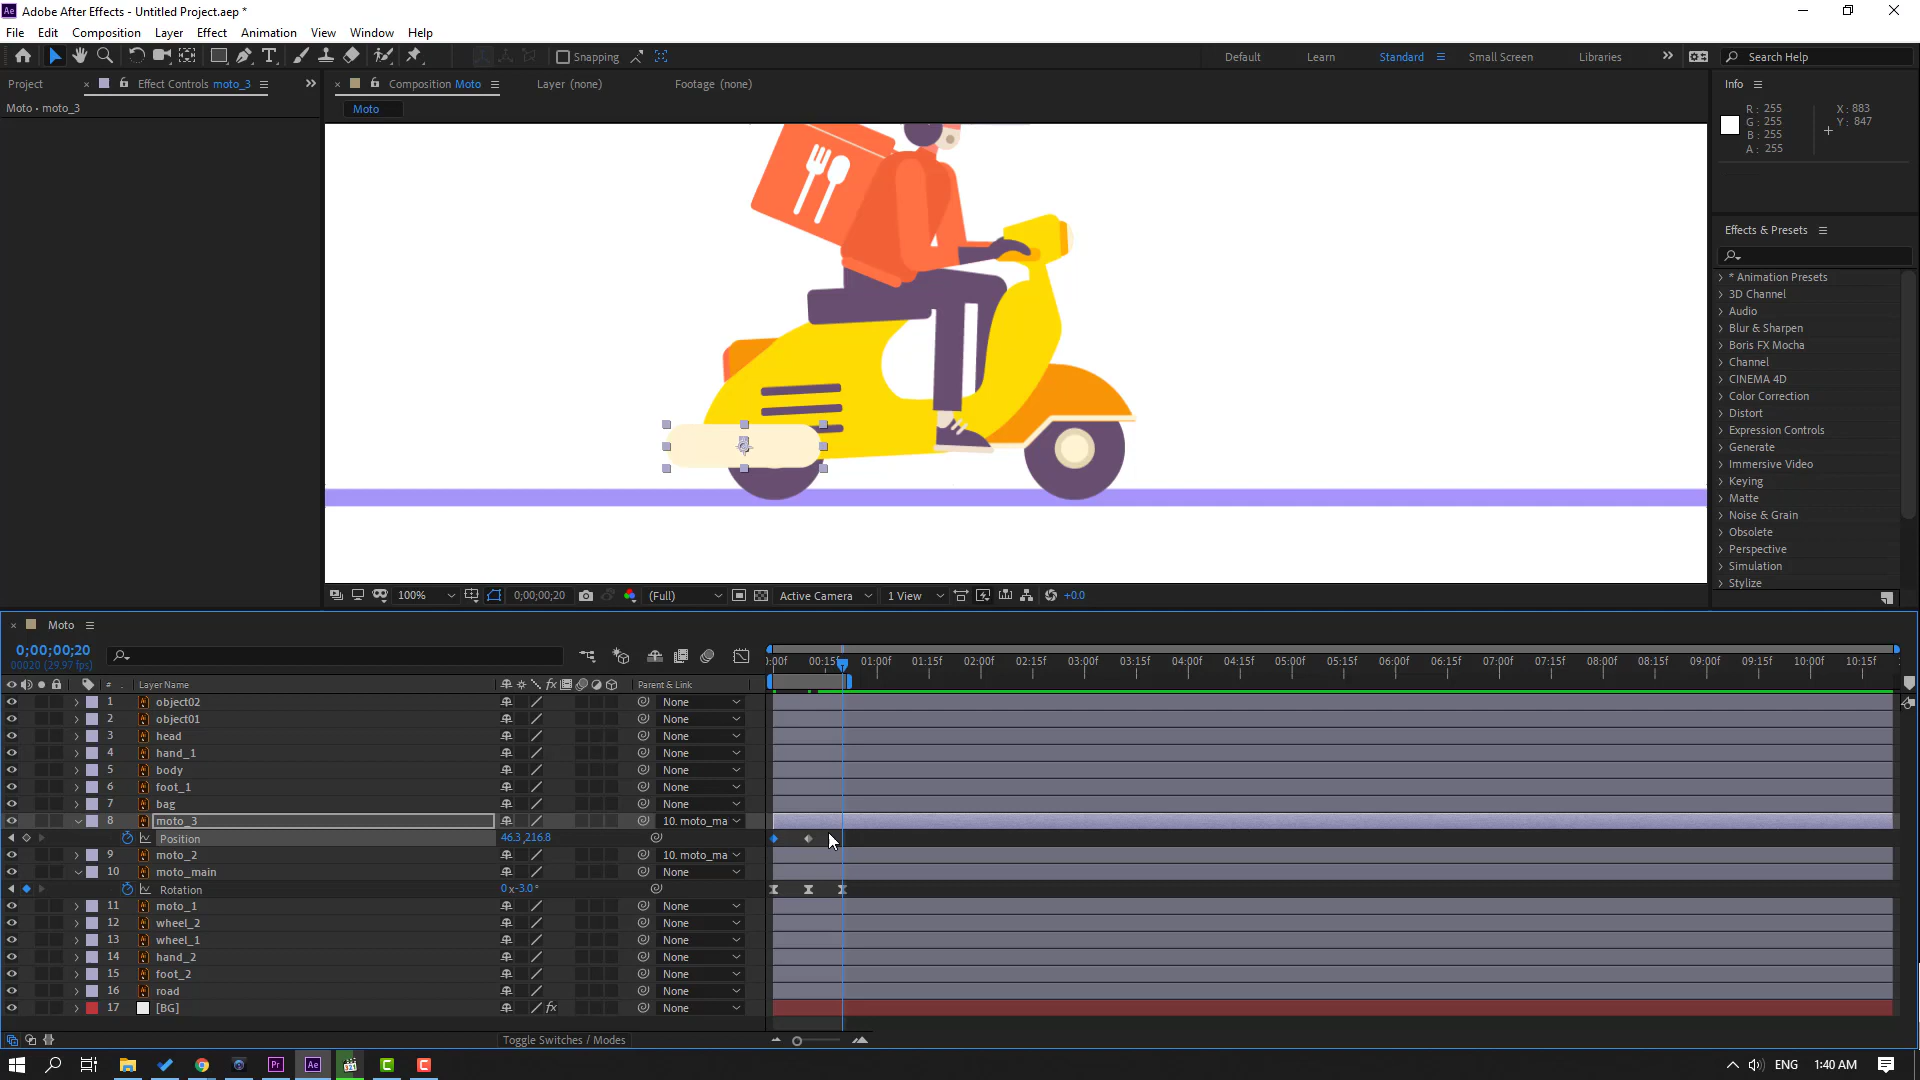 Adobe After Effects - Untitled Project.aep *
File Edit Composition Layer Effect Animation View Window Help
Snapping
Default Learn Standard Small Screen Libraries Search Help
Project Effect Controls moto_3 Composition Moto Layer (none) Footage (none)
Moto • moto_3
Moto
Info
R: 255
G: 255
B: 255
A: 255
X: 883
Y: 847
Effects & Presets
* Animation Presets
3D Channel
Audio
Blur & Sharpen
Boris FX Mocha
Channel
CINEMA 4D
Color Correction
Distort
Expression Controls
Generate
Immersive Video
Keying
Matte
Noise & Grain
Obsolete
Perspective
Simulation
Stylize
100% 0;00;00;20 (Full) Active Camera 1 View +0.0
Moto
0;00;00;20
00020 (29.97 fps)
:00f 00:15f 01:00f 01:15f 02:00f 02:15f 03:00f 03:15f 04:00f 04:15f 05:00f 05:15f 06:00f 06:15f 07:00f 07:15f 08:00f 08:15f 09:00f 09:15f 10:00f 10:15f
# Layer Name fx Parent & Link
1 object02 None
2 object01 None
3 head None
4 hand_1 None
5 body None
6 foot_1 None
7 bag None
8 moto_3 10. moto_ma
Position 46.3,216.8
9 moto_2 10. moto_ma
10 moto_main None
Rotation 0x-3.0°
11 moto_1 None
12 wheel_2 None
13 wheel_1 None
14 hand_2 None
15 foot_2 None
16 road None
17 [BG] fx None
Toggle Switches / Modes
Pr Ae ENG 1:40 AM